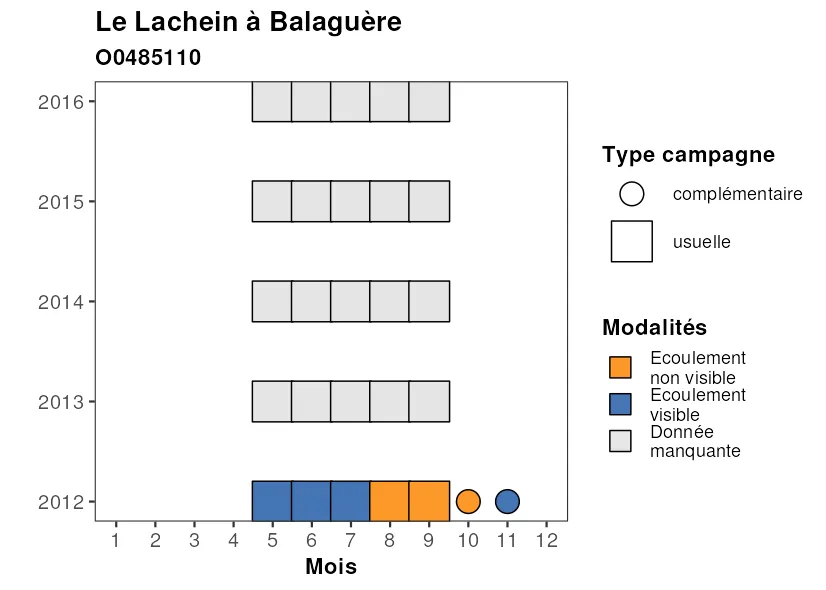 Le Lachein à Balaguère
O0485110
2016
2015
2014
2013
2012
1 2 3 4 5 6 7 8 9 10 11 12
Mois
Type campagne
complémentaire
usuelle
Modalités
Ecoulement
non visible
Ecoulement
visible
Donnée
manquante